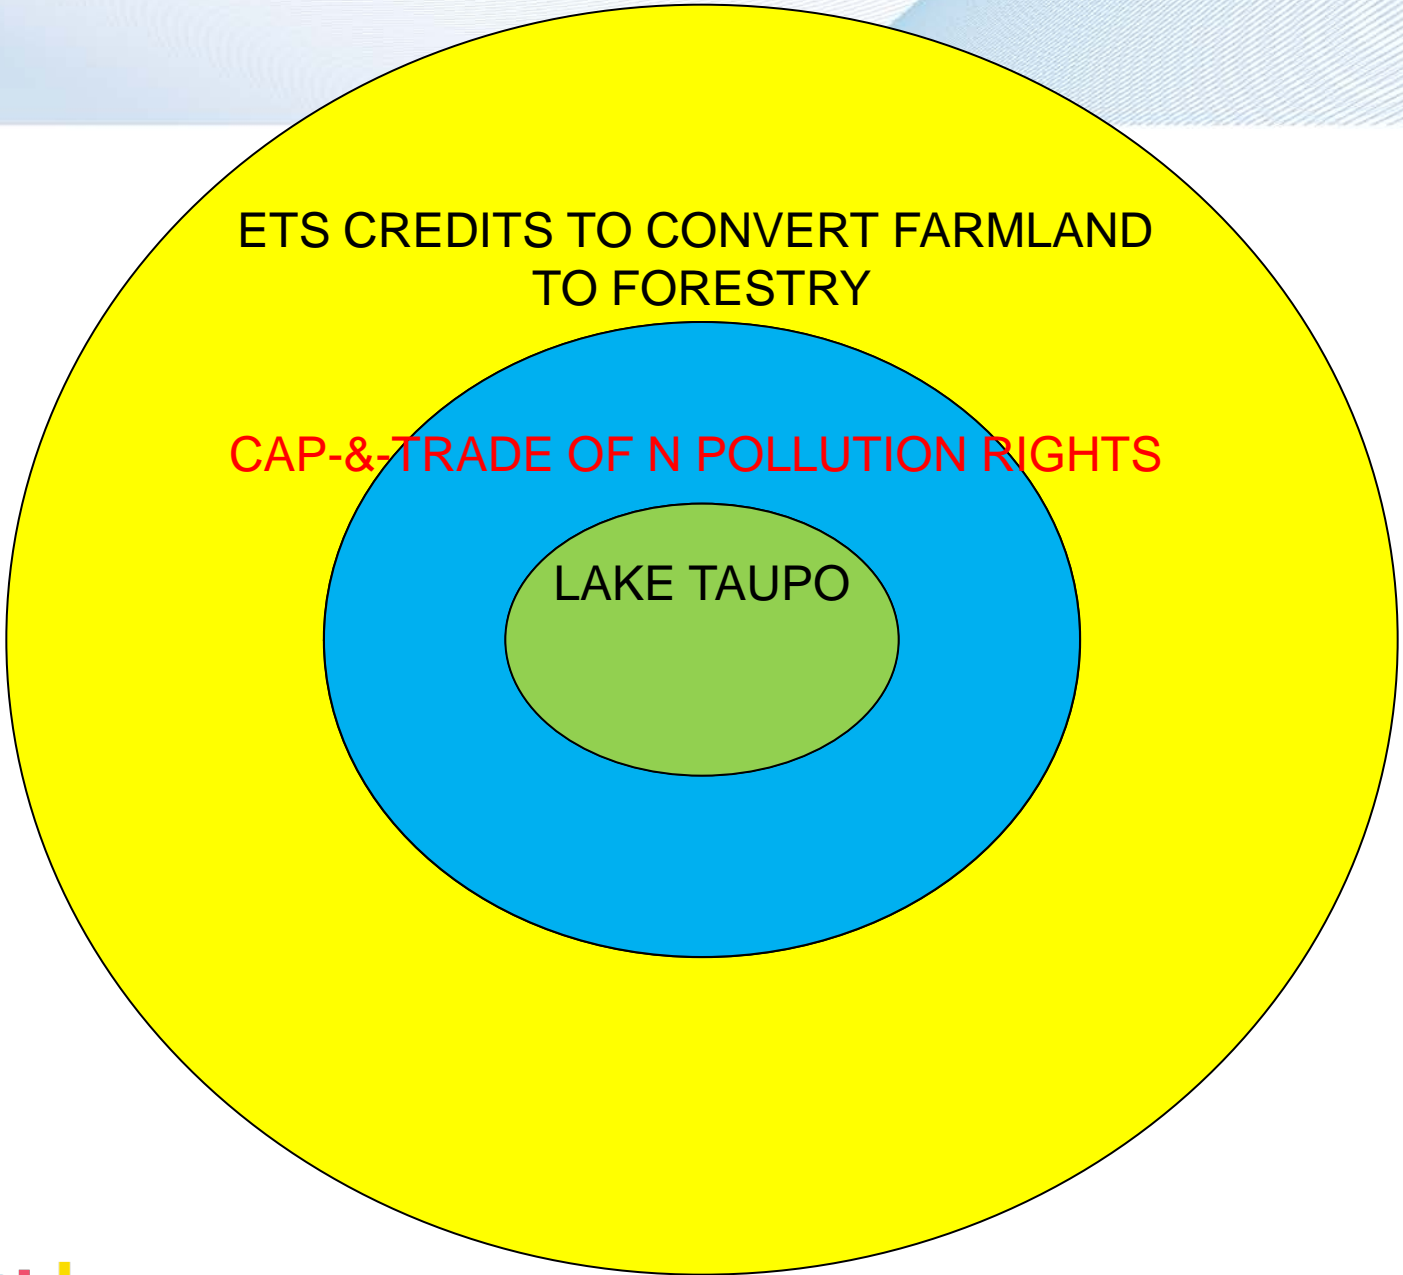 ETS CREDITS TO CONVERT FARMLAND
TO FORESTRY
CAP-&-TRADE OF N POLLUTION RIGHTS
LAKE TAUPO